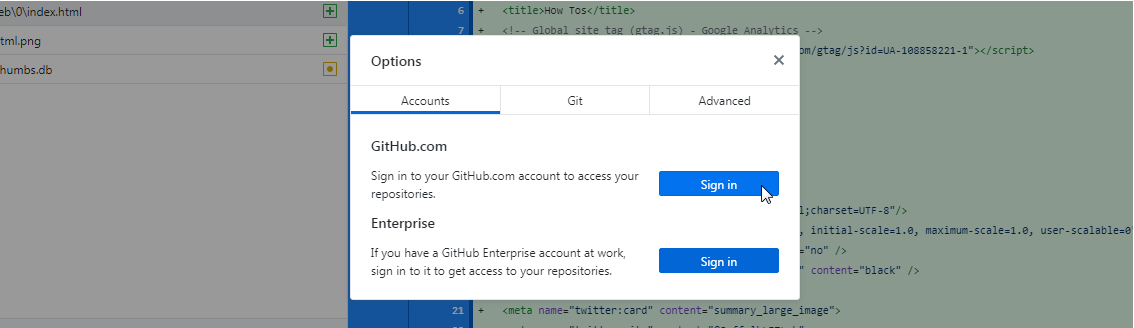 eb\0\index.html
tml.png
humbs.db
6 + <title>How Tos</title>
7 + <!-- Global site tag (gtag.js) - Google Analytics -->
om/gtag/js?id=UA-108858221-1"></script>
Options
Accounts Git Advanced
GitHub.com
Sign in to your GitHub.com account to access your
repositories.
Sign in
Enterprise
If you have a GitHub Enterprise account at work,
sign in to it to get access to your repositories.
Sign in
l;charset=UTF-8"/>
, initial-scale=1.0, maximum-scale=1.0, user-scalable=0
="no" />
" content="black" />
21 + <meta name="twitter:card" content="summary_large_image">